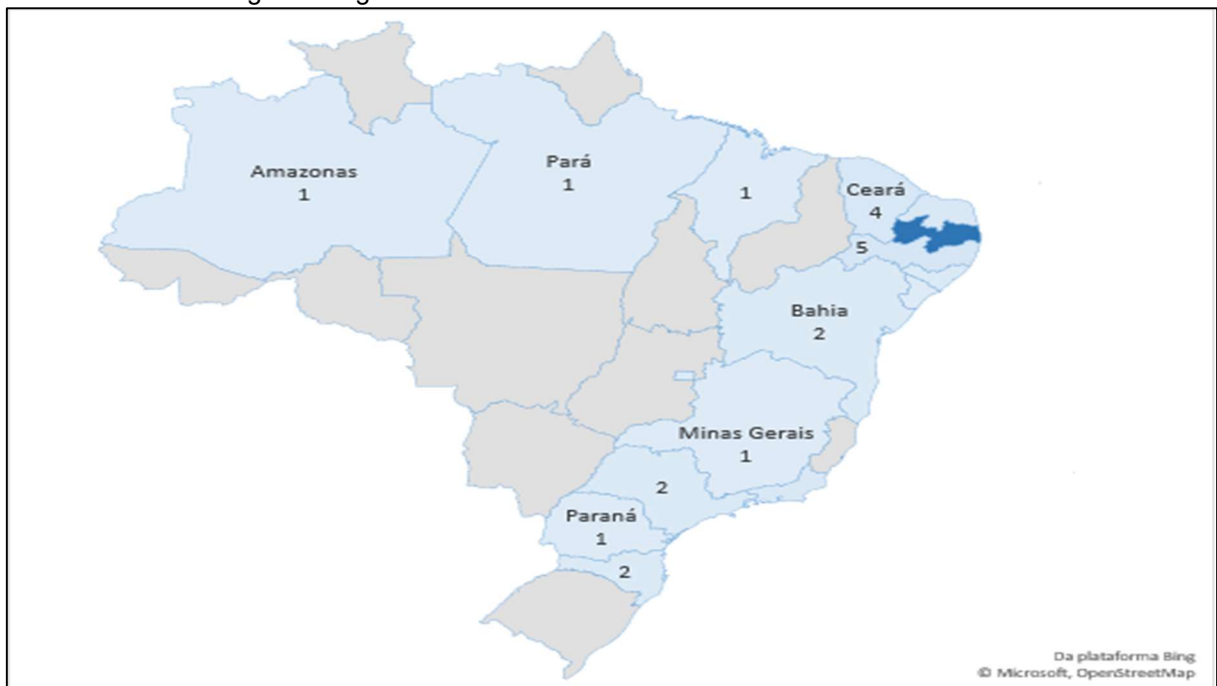 Amazonas
1
Pará
1
1
Ceará
4
5
Bahia
2
Minas Gerais
1
2
Paraná
1
2
Da plataforma Bing
© Microsoft, OpenStreetMap